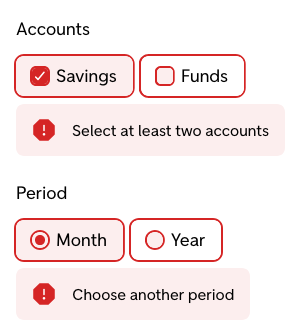 Accounts
Savings Funds
Select at least two accounts
Period
Month Year
Choose another period